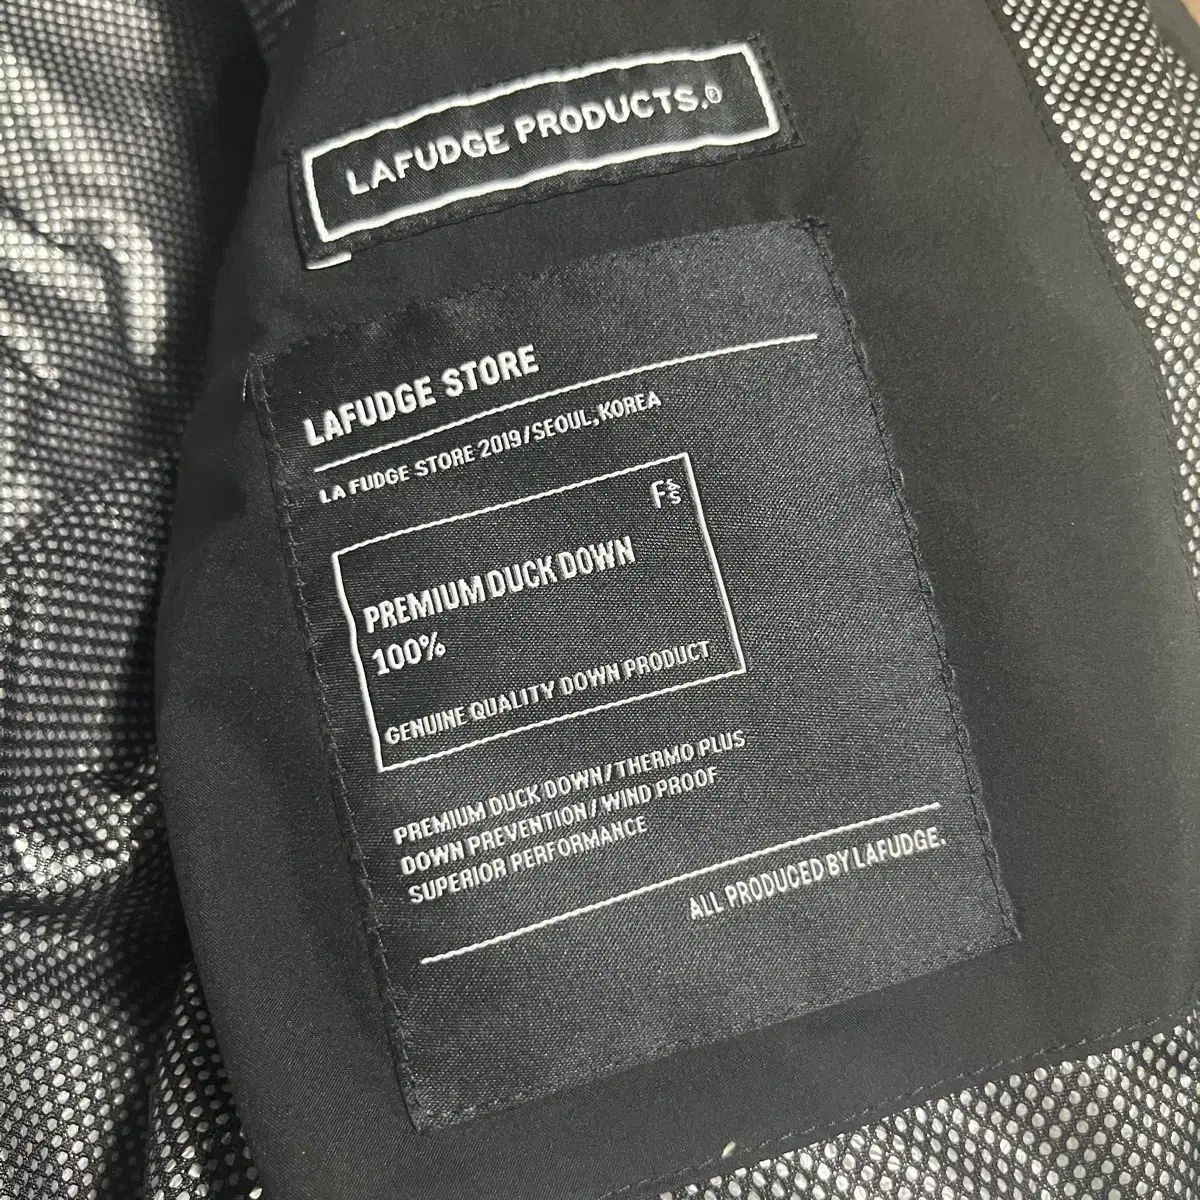 LAFUDGE PRODUCTS.®
LAFUDGE STORE
LA FUDGE STORE 2019/SEOUL, KOREA
PREMIUM DUCK DOWN
100%
GENUINE QUALITY DOWN PRODUCT
PREMIUM DUCK DOWN/THERMO PLUS
DOWN PREVENTION/WIND PROOF
SUPERIOR PERFORMANCE
ALL PRODUCED BY LAFUDGE.